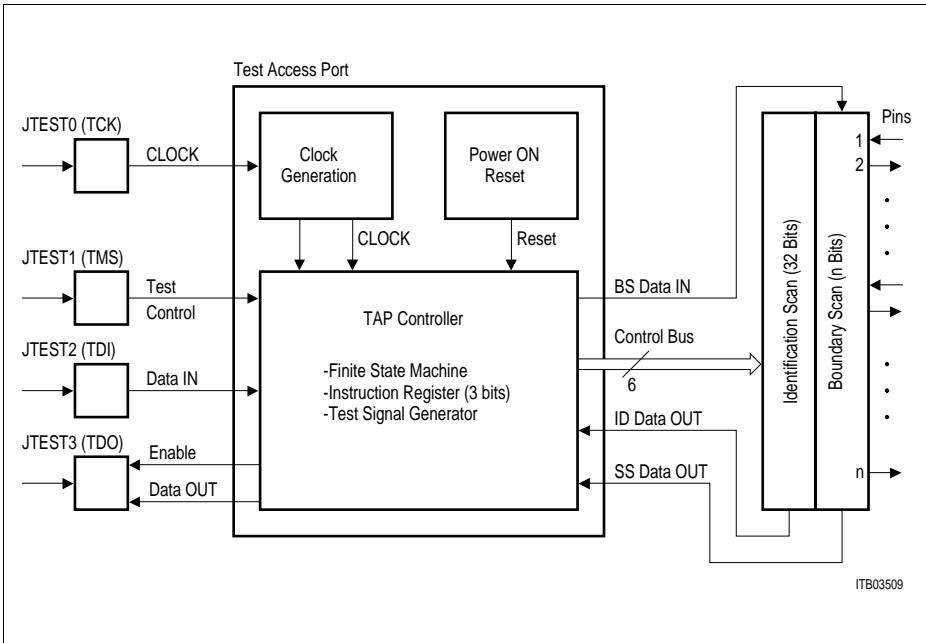 Test Access Port
JTEST0 (TCK)
CLOCK
Clock
Generation
Power ON
Reset
CLOCK
Reset
JTEST1 (TMS)
Test
Control
JTEST2 (TDI)
Data IN
JTEST3 (TDO)
Enable
Data OUT
TAP Controller
-Finite State Machine
-Instruction Register (3 bits)
-Test Signal Generator
BS Data IN
Control Bus
6
ID Data OUT
SS Data OUT
Identification Scan (32 Bits)
Boundary Scan (n Bits)
Pins
1
2
n
ITB03509